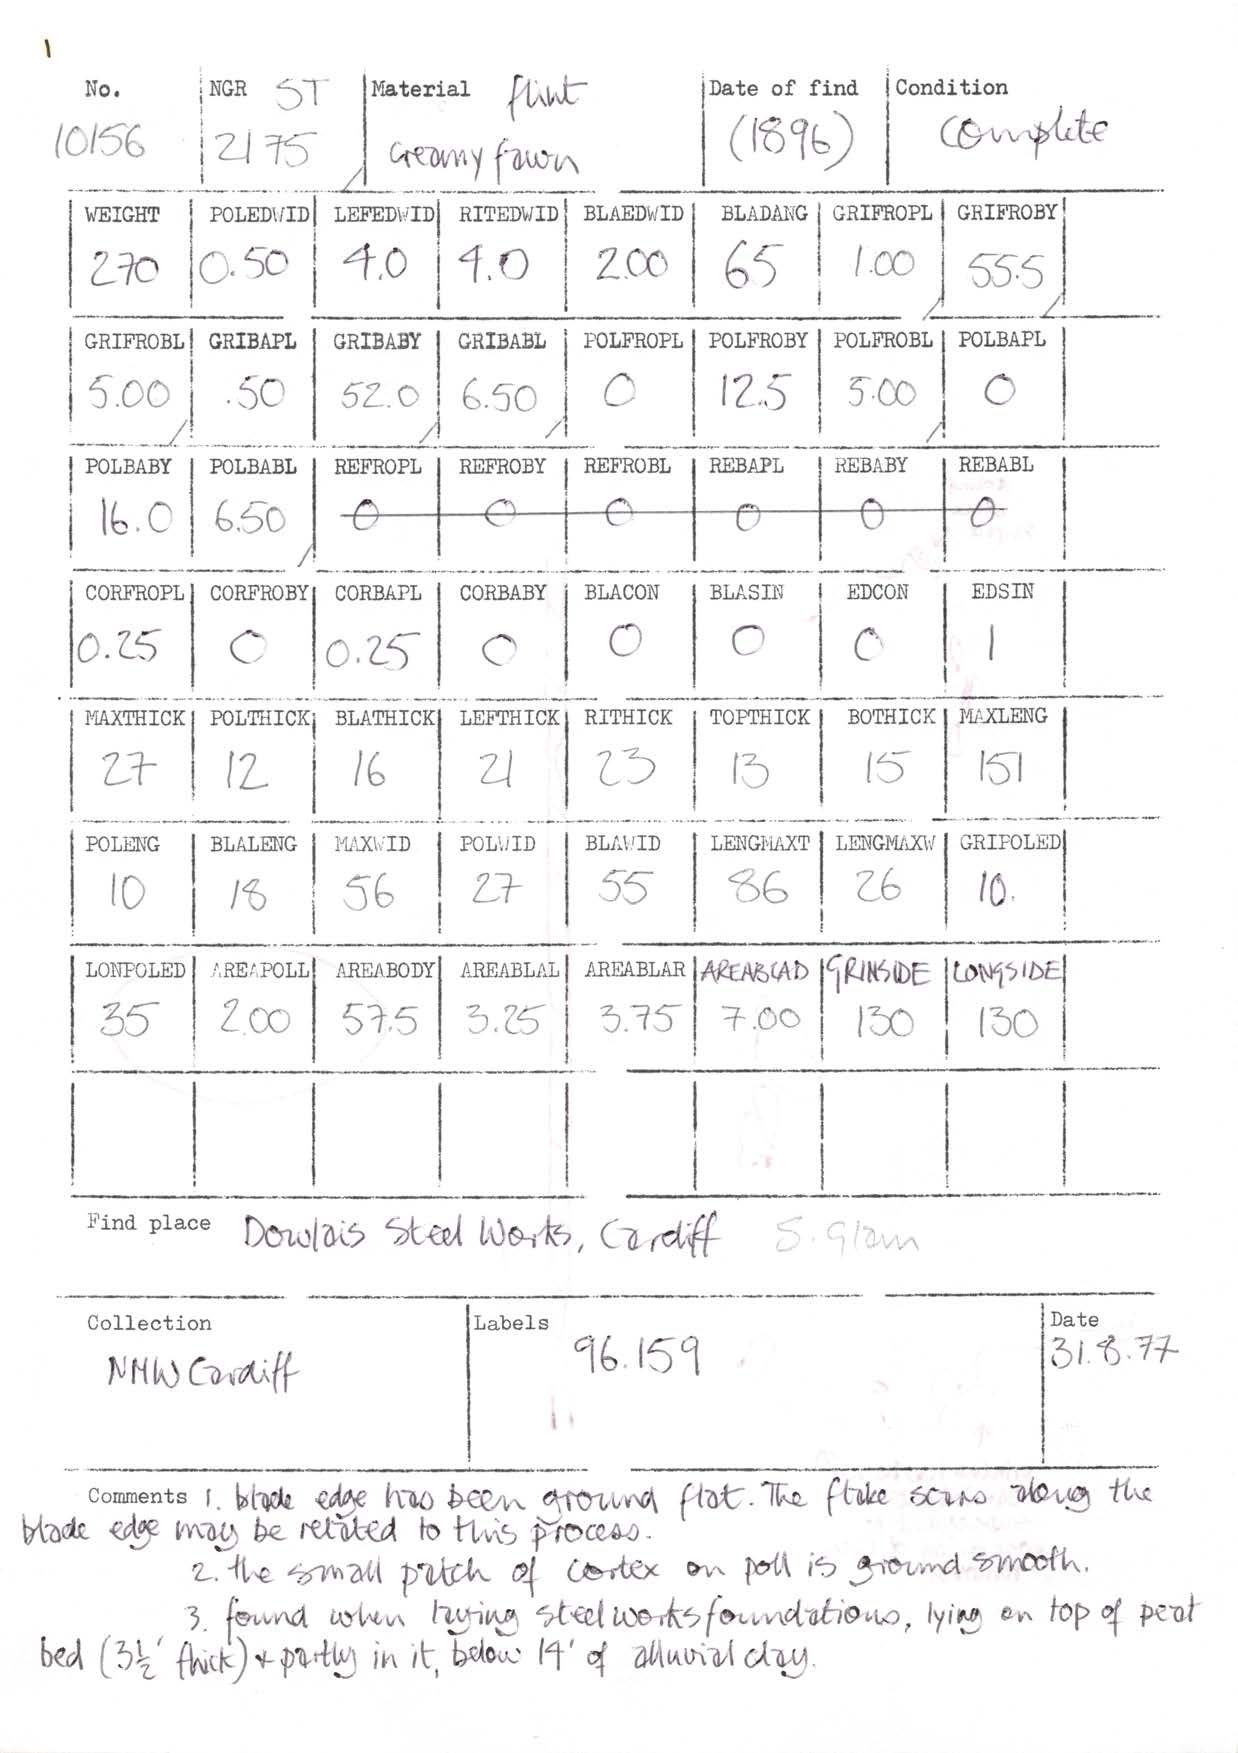 1
No. NGR ST Material flint Date of find Condition
10156 2175 creamy fawn (1896) complete
WEIGHT POLEDWID LEFEDWID RITEDWID BLAEDWID BLADANG GRIFROPL GRIFROBY
270 0.50 4.0 4.0 2.00 65 1.00 55.5
GRIFROBL GRIBAPL GRIBABY GRIBABL POLFROPL POLFROBY POLFROBL POLBAPL
5.00 .50 52.0 6.50 0 12.5 5.00 0
POLBABY POLBABL REFROPL REFROBY REFROBL REBAPL REBABY REBABL
16.0 6.50 0 0 0 0 0 0
CORFROPL CORFROBY CORBAPL CORBABY BLACON BLASIN EDCON EDSIN
0.25 0 0.25 0 0 0 0 1
MAXTHICK POLTHICK BLATHICK LEFTHICK RITHICK TOPTHICK BOTHICK MAXLENG
27 12 16 21 23 13 15 151
POLENG BLALENG MAXWID POLWID BLAWID LENGMAXT LENGMAXW GRIPOLED
10 18 56 27 55 86 26 10.
LONPOLED AREAPOLL AREABODY AREABLAL AREABLAR AREABLAD GRINSIDE LONGSIDE
35 2.00 57.5 3.25 3.75 7.00 130 130
Find place Dowlais Steel Works, Cardiff S. Glam
Collection Labels Date
NMW Cardiff 96.159 31.8.77
Comments 1. blade edge has been ground flat. The flake scars along the
blade edge may be related to this process.
2. the small patch of cortex on poll is ground smooth.
3. found when laying steelworks foundations, lying on top of peat
bed (3½' thick) + partly in it, below 14' of alluvial clay.